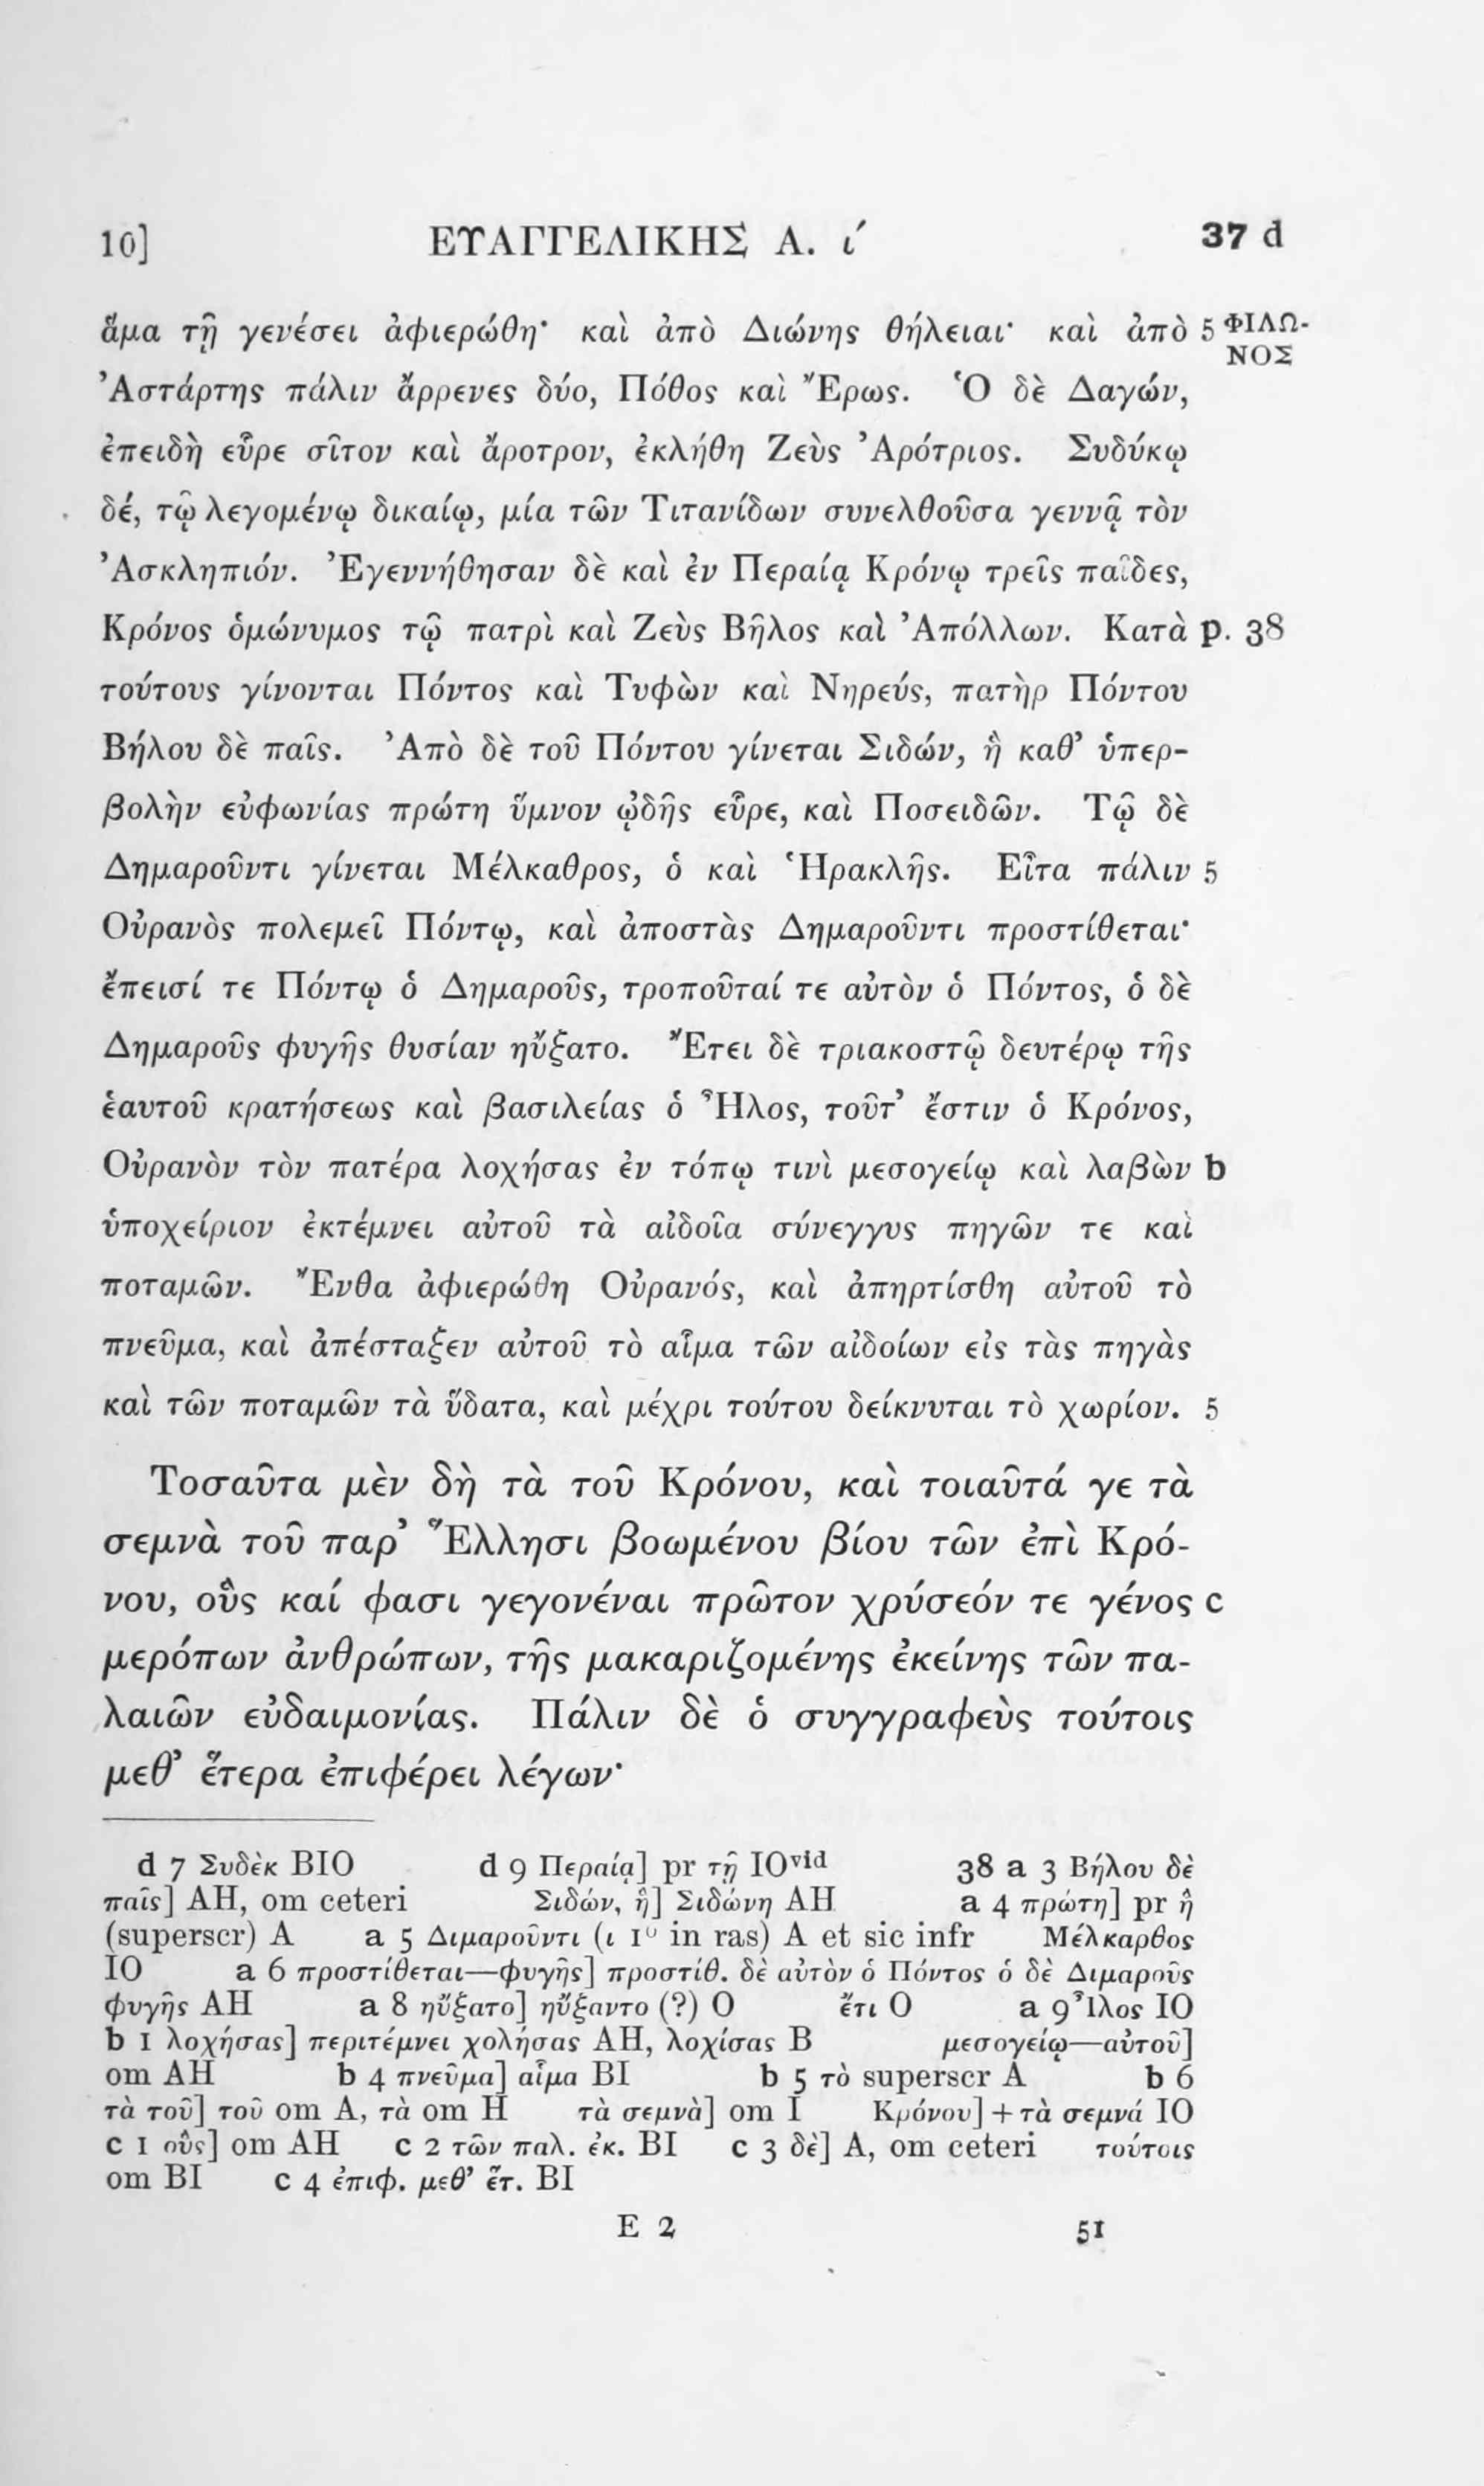 10] ΕΥΑΓΓΕΛΙΚΗΣ Α. ι´ 37 d
ἅμα τῇ γενέσει ἀφιερώθη· καὶ ἀπὸ Διώνης θήλειαι· καὶ ἀπὸ 5 ΦΙΛΩ-
ΝΟΣ
Ἀστάρτης πάλιν ἄρρενες δύο, Πόθος καὶ Ἔρως. Ὁ δὲ Δαγών,
ἐπειδὴ εὗρε σῖτον καὶ ἄροτρον, ἐκλήθη Ζεὺς Ἀρότριος. Συδύκῳ
δέ, τῷ λεγομένῳ δικαίῳ, μία τῶν Τιτανίδων συνελθοῦσα γεννᾷ τὸν
Ἀσκληπιόν. Ἐγεννήθησαν δὲ καὶ ἐν Περαίᾳ Κρόνῳ τρεῖς παῖδες,
Κρόνος ὁμώνυμος τῷ πατρὶ καὶ Ζεὺς Βῆλος καὶ Ἀπόλλων. Κατὰ p. 38
τούτους γίνονται Πόντος καὶ Τυφὼν καὶ Νηρεύς, πατὴρ Πόντου
Βήλου δὲ παῖς. Ἀπὸ δὲ τοῦ Πόντου γίνεται Σιδών, ἣ καθ’ ὑπερ-
βολὴν εὐφωνίας πρώτη ὕμνον ᾠδῆς εὗρε, καὶ Ποσειδῶν. Τῷ δὲ
Δημαροῦντι γίνεται Μέλκαθρος, ὁ καὶ Ἡρακλῆς. Εἶτα πάλιν 5
Οὐρανὸς πολεμεῖ Πόντῳ, καὶ ἀποστὰς Δημαροῦντι προστίθεται·
ἔπεισί τε Πόντῳ ὁ Δημαροῦς, τροποῦταί τε αὐτὸν ὁ Πόντος, ὁ δὲ
Δημαροῦς φυγῆς θυσίαν ηὔξατο. Ἔτει δὲ τριακοστῷ δευτέρῳ τῆς
ἑαυτοῦ κρατήσεως καὶ βασιλείας ὁ Ἦλος, τοῦτ’ ἔστιν ὁ Κρόνος,
Οὐρανὸν τὸν πατέρα λοχήσας ἐν τόπῳ τινὶ μεσογείῳ καὶ λαβὼν b
ὑποχείριον ἐκτέμνει αὐτοῦ τὰ αἰδοῖα σύνεγγυς πηγῶν τε καὶ
ποταμῶν. Ἔνθα ἀφιερώθη Οὐρανός, καὶ ἀπηρτίσθη αὐτοῦ τὸ
πνεῦμα, καὶ ἀπέσταξεν αὐτοῦ τὸ αἷμα τῶν αἰδοίων εἰς τὰς πηγὰς
καὶ τῶν ποταμῶν τὰ ὕδατα, καὶ μέχρι τούτου δείκνυται τὸ χωρίον. 5
Τοσαῦτα μὲν δὴ τὰ τοῦ Κρόνου, καὶ τοιαῦτά γε τὰ
σεμνὰ τοῦ παρ’ Ἕλλησι βοωμένου βίου τῶν ἐπὶ Κρό-
νου, οὓς καί φασι γεγονέναι πρῶτον χρύσεόν τε γένος c
μερόπων ἀνθρώπων, τῆς μακαριζομένης ἐκείνης τῶν πα-
λαιῶν εὐδαιμονίας. Πάλιν δὲ ὁ συγγραφεὺς τούτοις
μεθ’ ἕτερα ἐπιφέρει λέγων·
d 7 Συδὲκ BIO d 9 Περαίᾳ] pr τῇ IOvid 38 a 3 Βήλου δὲ
παῖς] AH, om ceteri Σιδών, ἣ] Σιδώνη AH a 4 πρώτη] pr ἣ
(superscr) A a 5 Διμαροῦντι (ι 1º in ras) A et sic infr Μέλκαρθος
IO a 6 προστίθεται—φυγῆς] προστίθ. δὲ αὐτὸν ὁ Πόντος ὁ δὲ Διμαροῦς
φυγῆς AH a 8 ηὔξατο] ηὔξαντο (?) O ἔτι O a 9 Ἶλος IO
b 1 λοχήσας] περιτέμνει χολήσας AH, λοχίσας B μεσογείῳ—αὐτοῦ]
om AH b 4 πνεῦμα] αἷμα BI b 5 τὸ superscr A b 6
τὰ τοῦ] τοῦ om A, τὰ om H τὰ σεμνὰ] om I Κρόνου] + τὰ σεμνά IO
c 1 οὓς] om AH c 2 τῶν παλ. ἐκ. BI c 3 δὲ] A, om ceteri τούτοις
om BI c 4 ἐπιφ. μεθ’ ἕτ. BI
E 2 51